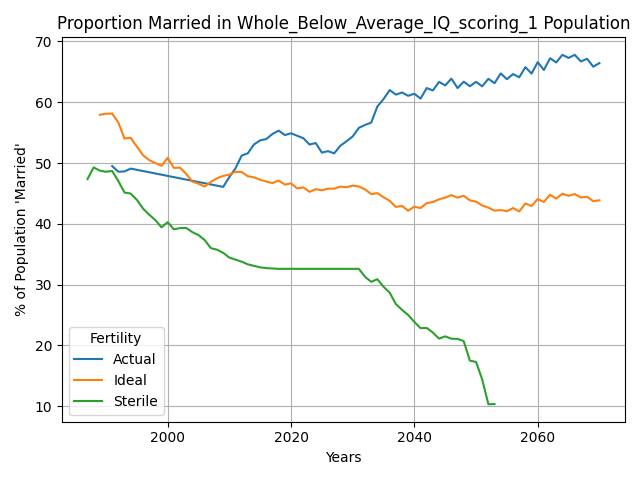 Proportion Married in Whole_Below_Average_IQ_scoring_1 Population
% of Population 'Married'
70
60
50
40
30
20
10
Fertility
Actual
Ideal
Sterile
2000 2020 2040 2060
Years